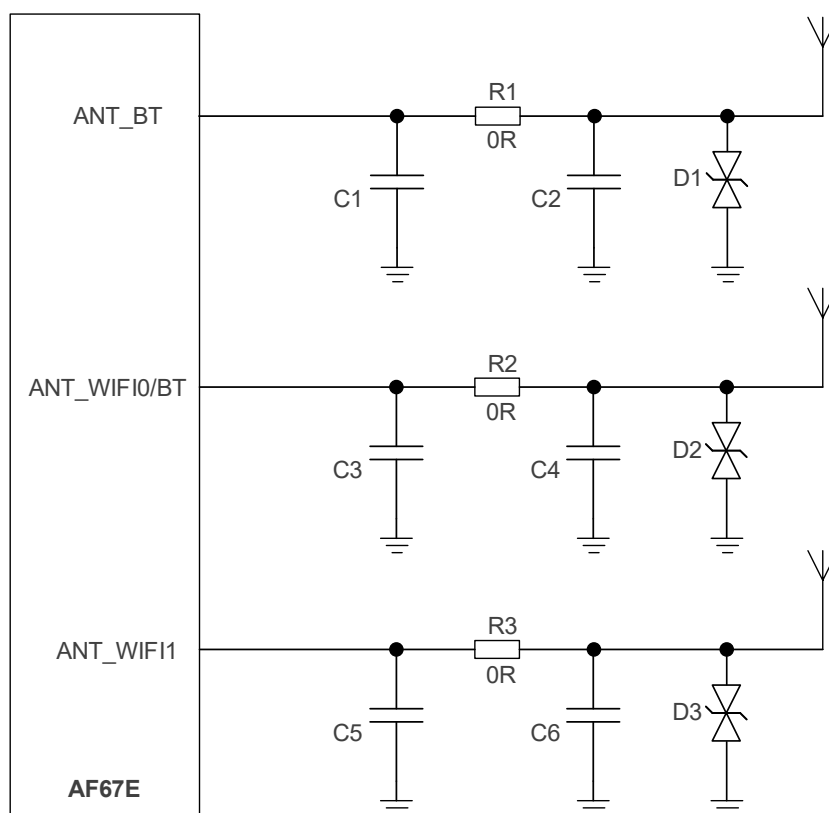 R1
ANT_BT
0R
C1
C2
D1
R2
ANT_WIFI0/BT
0R
C3
C4
D2
R3
ANT_WIFI1
0R
C5
C6
D3
AF67E